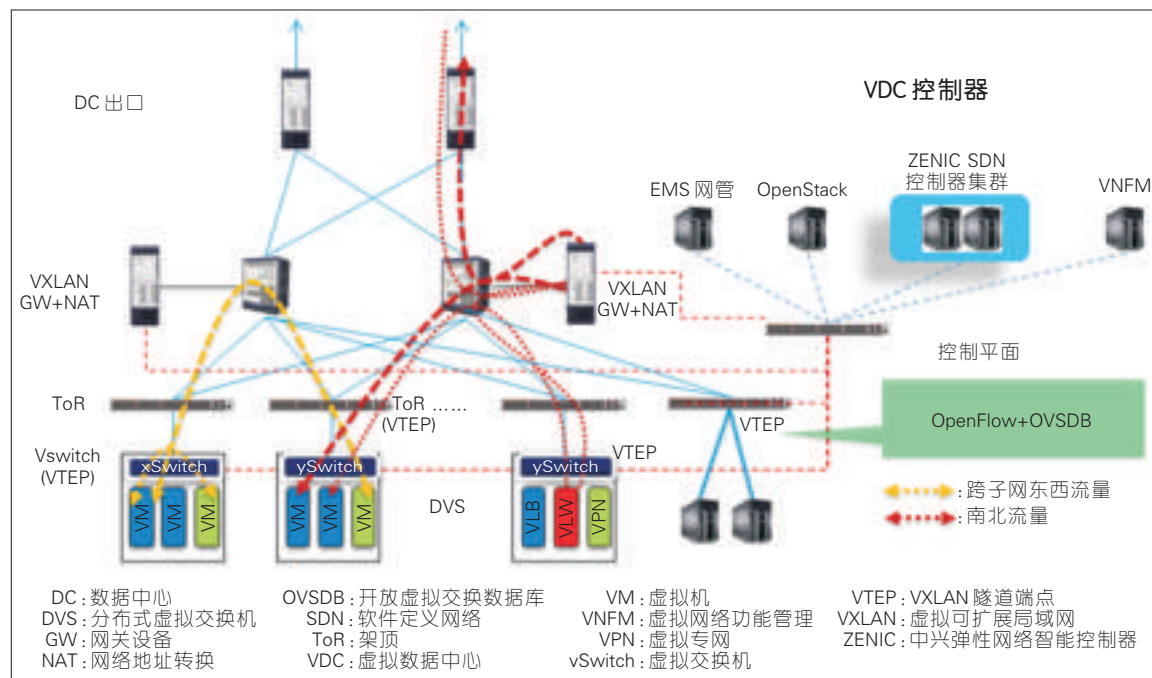 DC 出口
VDC 控制器
ZENIC SDN
控制器集群
EMS 网管
OpenStack
VNFM
VXLAN
GW+NAT
VXLAN
GW+NAT
控制平面
ToR
ToR ……
(VTEP)
VTEP
OpenFlow+OVSDB
Vswitch
(VTEP)
xSwitch
ySwitch
ySwitch
VTEP
VM
VM
VM
VM
VM
VM
DVS
VLB
VLW
VPN
:跨子网东西流量
:南北流量
DC:数据中心
DVS:分布式虚拟交换机
GW:网关设备
NAT:网络地址转换
OVSDB:开放虚拟交换数据库
SDN:软件定义网络
ToR:架顶
VDC:虚拟数据中心
VM:虚拟机
VNFM:虚拟网络功能管理
VPN:虚拟专网
vSwitch:虚拟交换机
VTEP:VXLAN 隧道端点
VXLAN:虚拟可扩展局域网
ZENIC:中兴弹性网络智能控制器